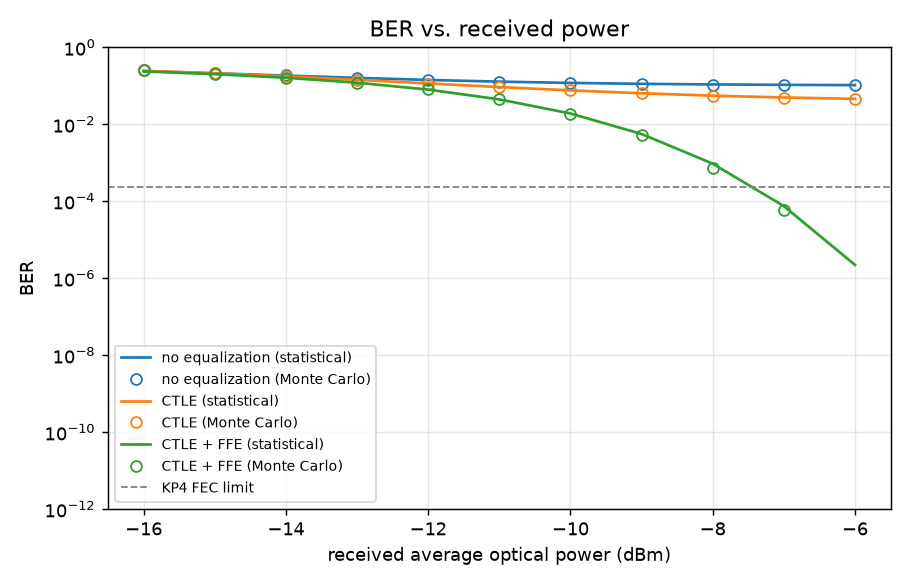 BER vs. received power
BER
10⁰
10⁻²
10⁻⁴
10⁻⁶
10⁻⁸
10⁻¹⁰
10⁻¹²
no equalization (statistical)
no equalization (Monte Carlo)
CTLE (statistical)
CTLE (Monte Carlo)
CTLE + FFE (statistical)
CTLE + FFE (Monte Carlo)
KP4 FEC limit
−16 −14 −12 −10 −8 −6
received average optical power (dBm)